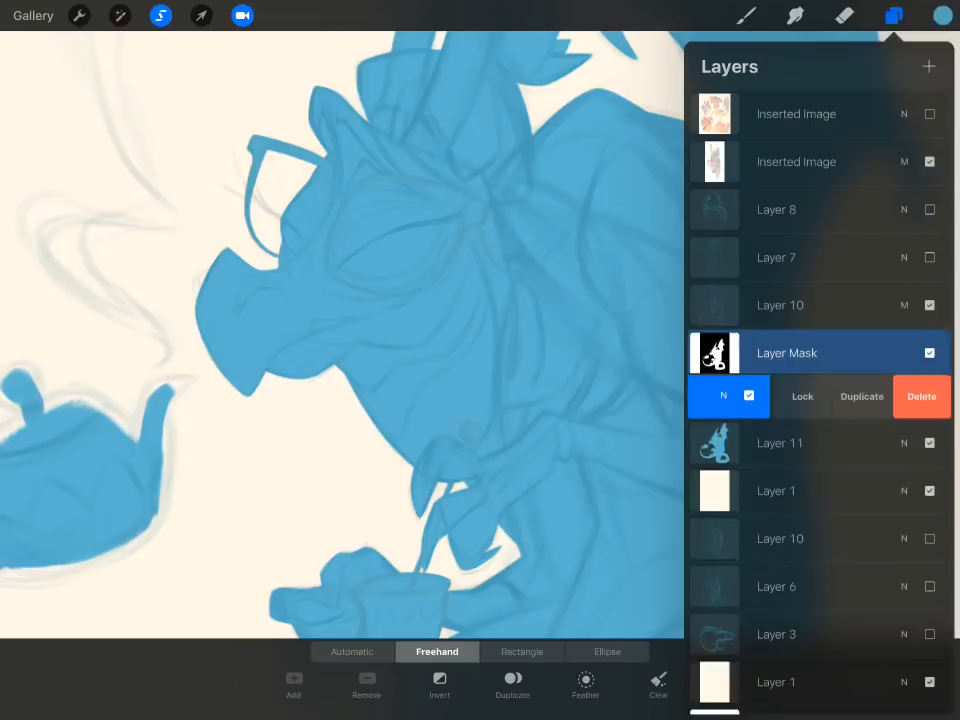 Gallery
Layers
Inserted Image N
Inserted Image M
Layer 8 N
Layer 7 N
Layer 10 M
Layer Mask
N Lock Duplicate Delete
Layer 11 N
Layer 1 N
Layer 10 N
Layer 6 N
Layer 3 N
Layer 1 N
Automatic Freehand Rectangle Ellipse
Add Remove Invert Duplicate Feather Clear